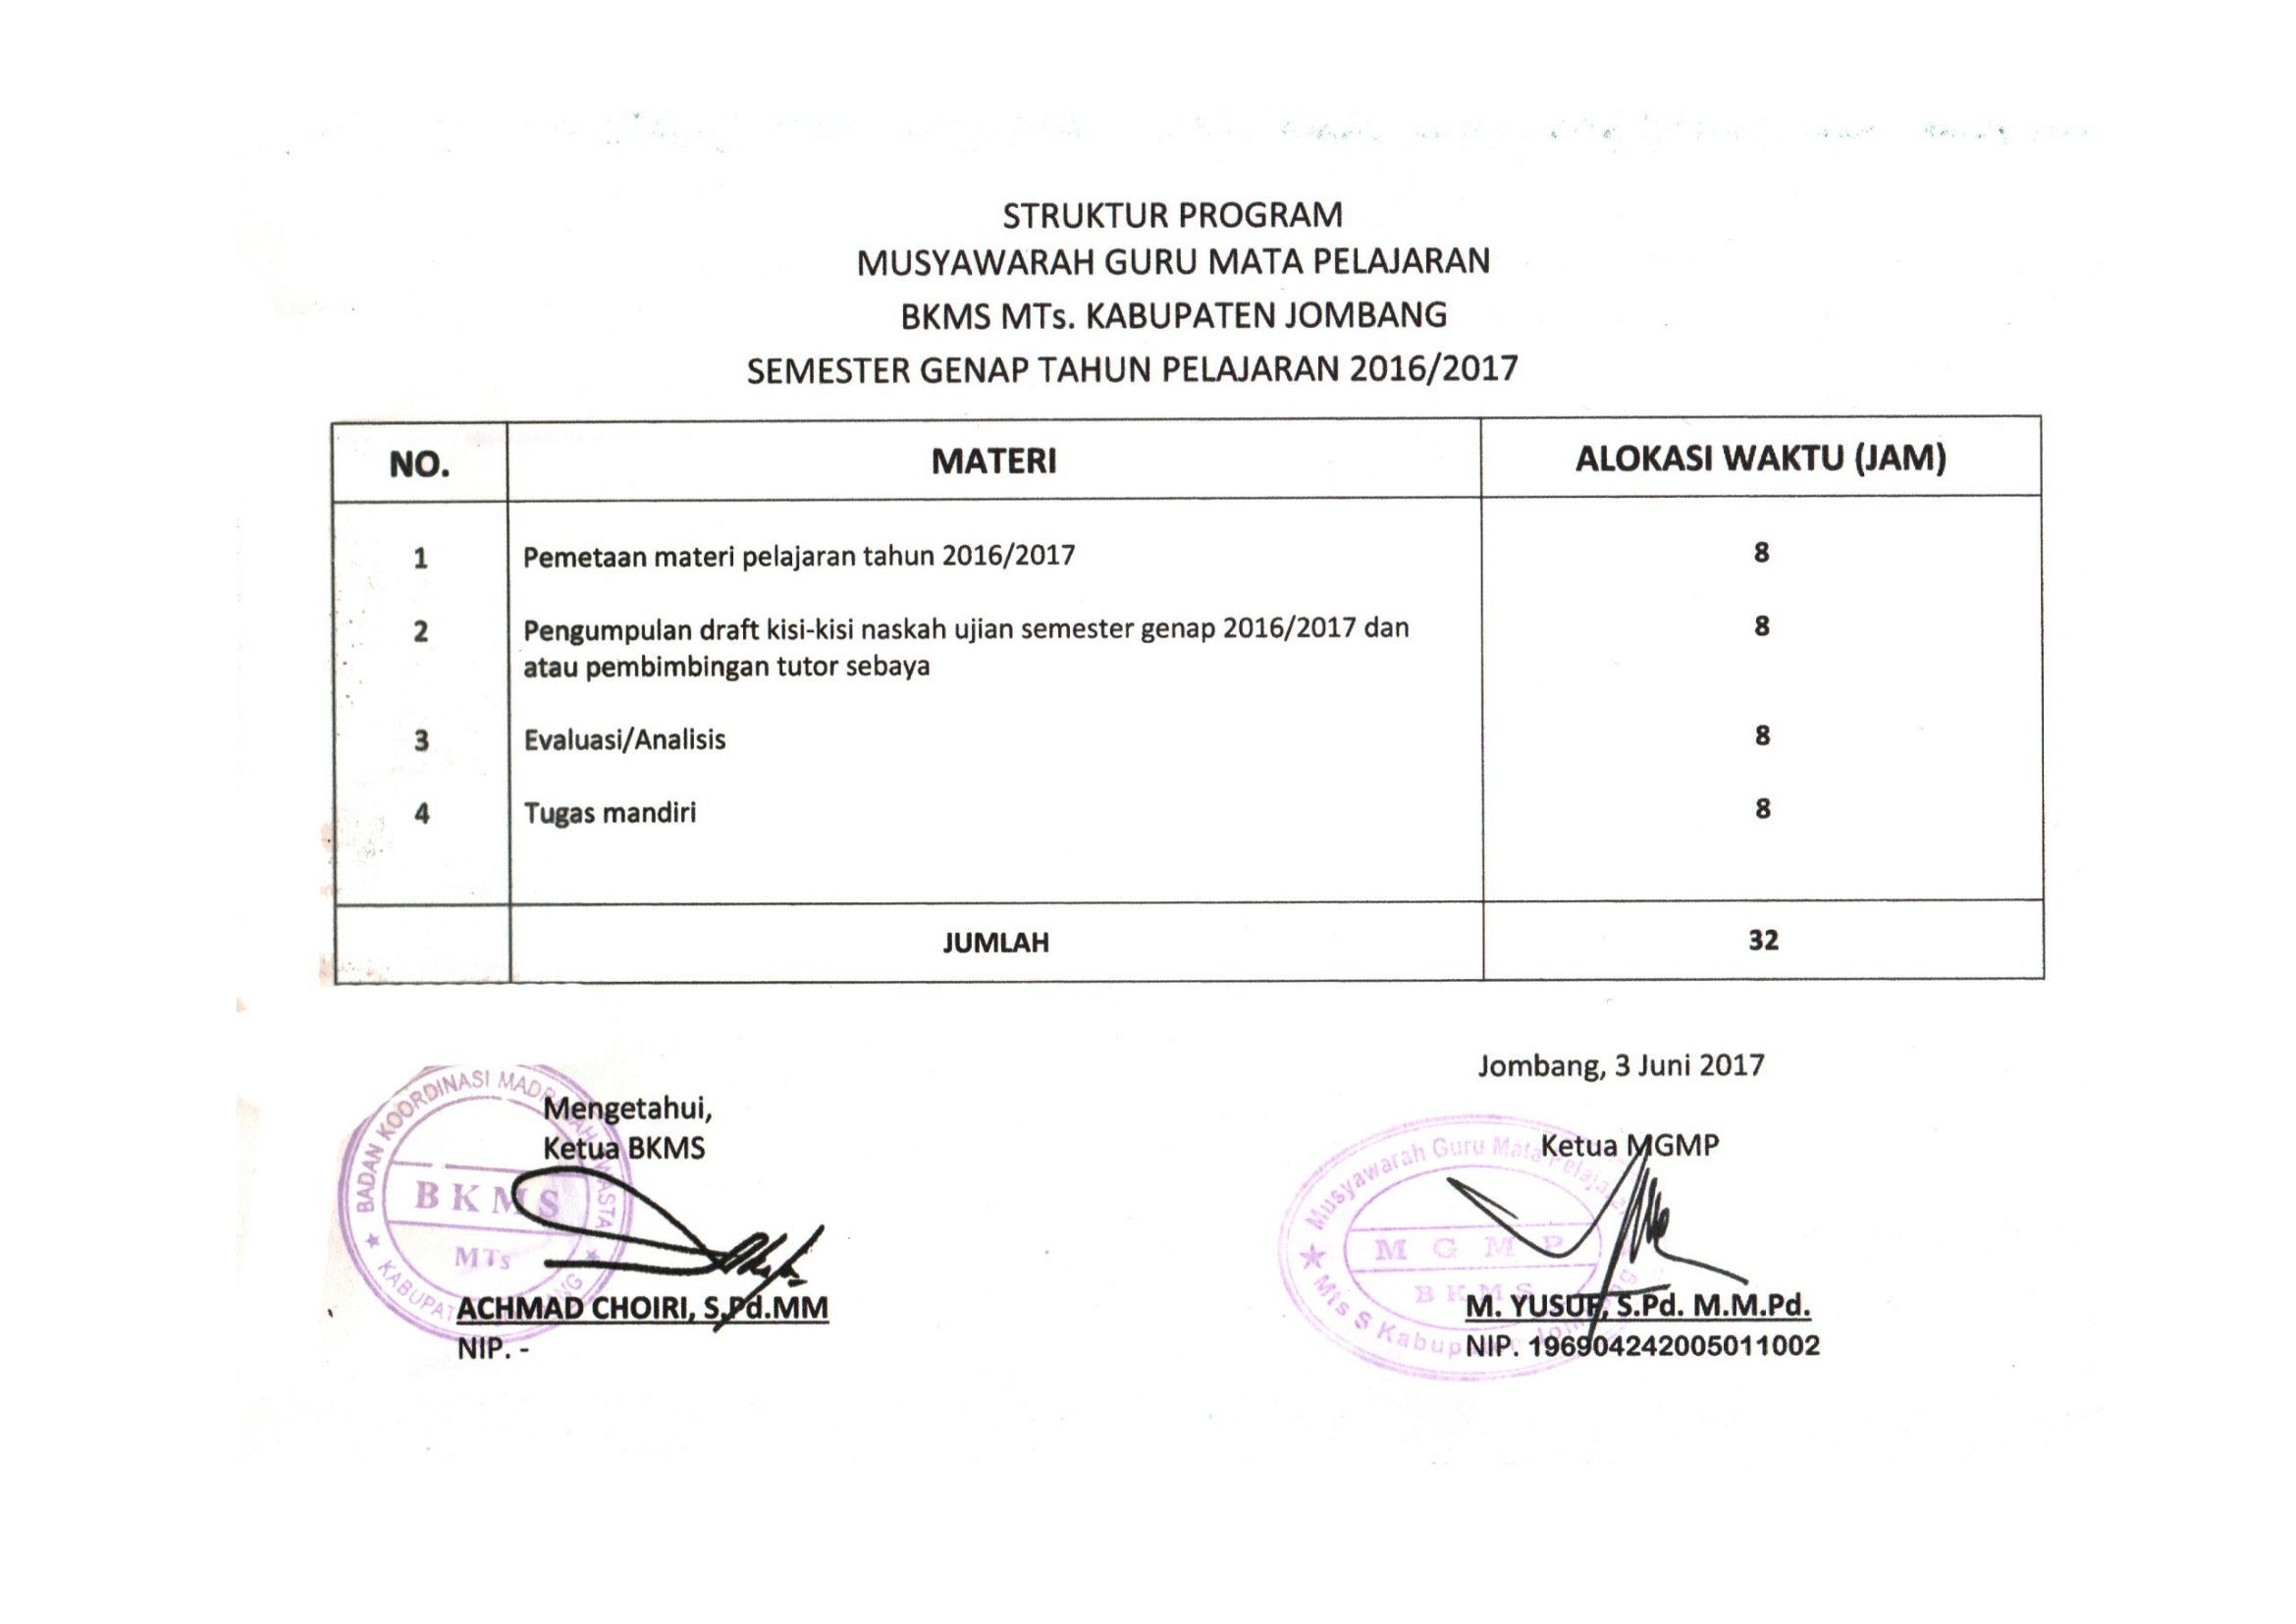 STRUKTUR PROGRAM
MUSYAWARAH GURU MATA PELAJARAN
BKMS MTs. KABUPATEN JOMBANG
SEMESTER GENAP TAHUN PELAJARAN 2016/2017
NO. MATERI ALOKASI WAKTU (JAM)
1 Pemetaan materi pelajaran tahun 2016/2017 8
2 Pengumpulan draft kisi-kisi naskah ujian semester genap 2016/2017 dan 8
atau pembimbingan tutor sebaya
3 Evaluasi/Analisis 8
4 Tugas mandiri 8
JUMLAH 32
Jombang, 3 Juni 2017
Mengetahui,
Ketua BKMS
Ketua MGMP
BADAN KOORDINASI MADRASAH SWASTA
BKMS
MTs
KABUPATEN JOMBANG
Musyawarah Guru Mata Pelajaran
MGMP
BKMS
MTs S Kabupaten Jombang
ACHMAD CHOIRI, S.Pd.MM
NIP. -
M. YUSUF, S.Pd. M.M.Pd.
NIP. 196904242005011002